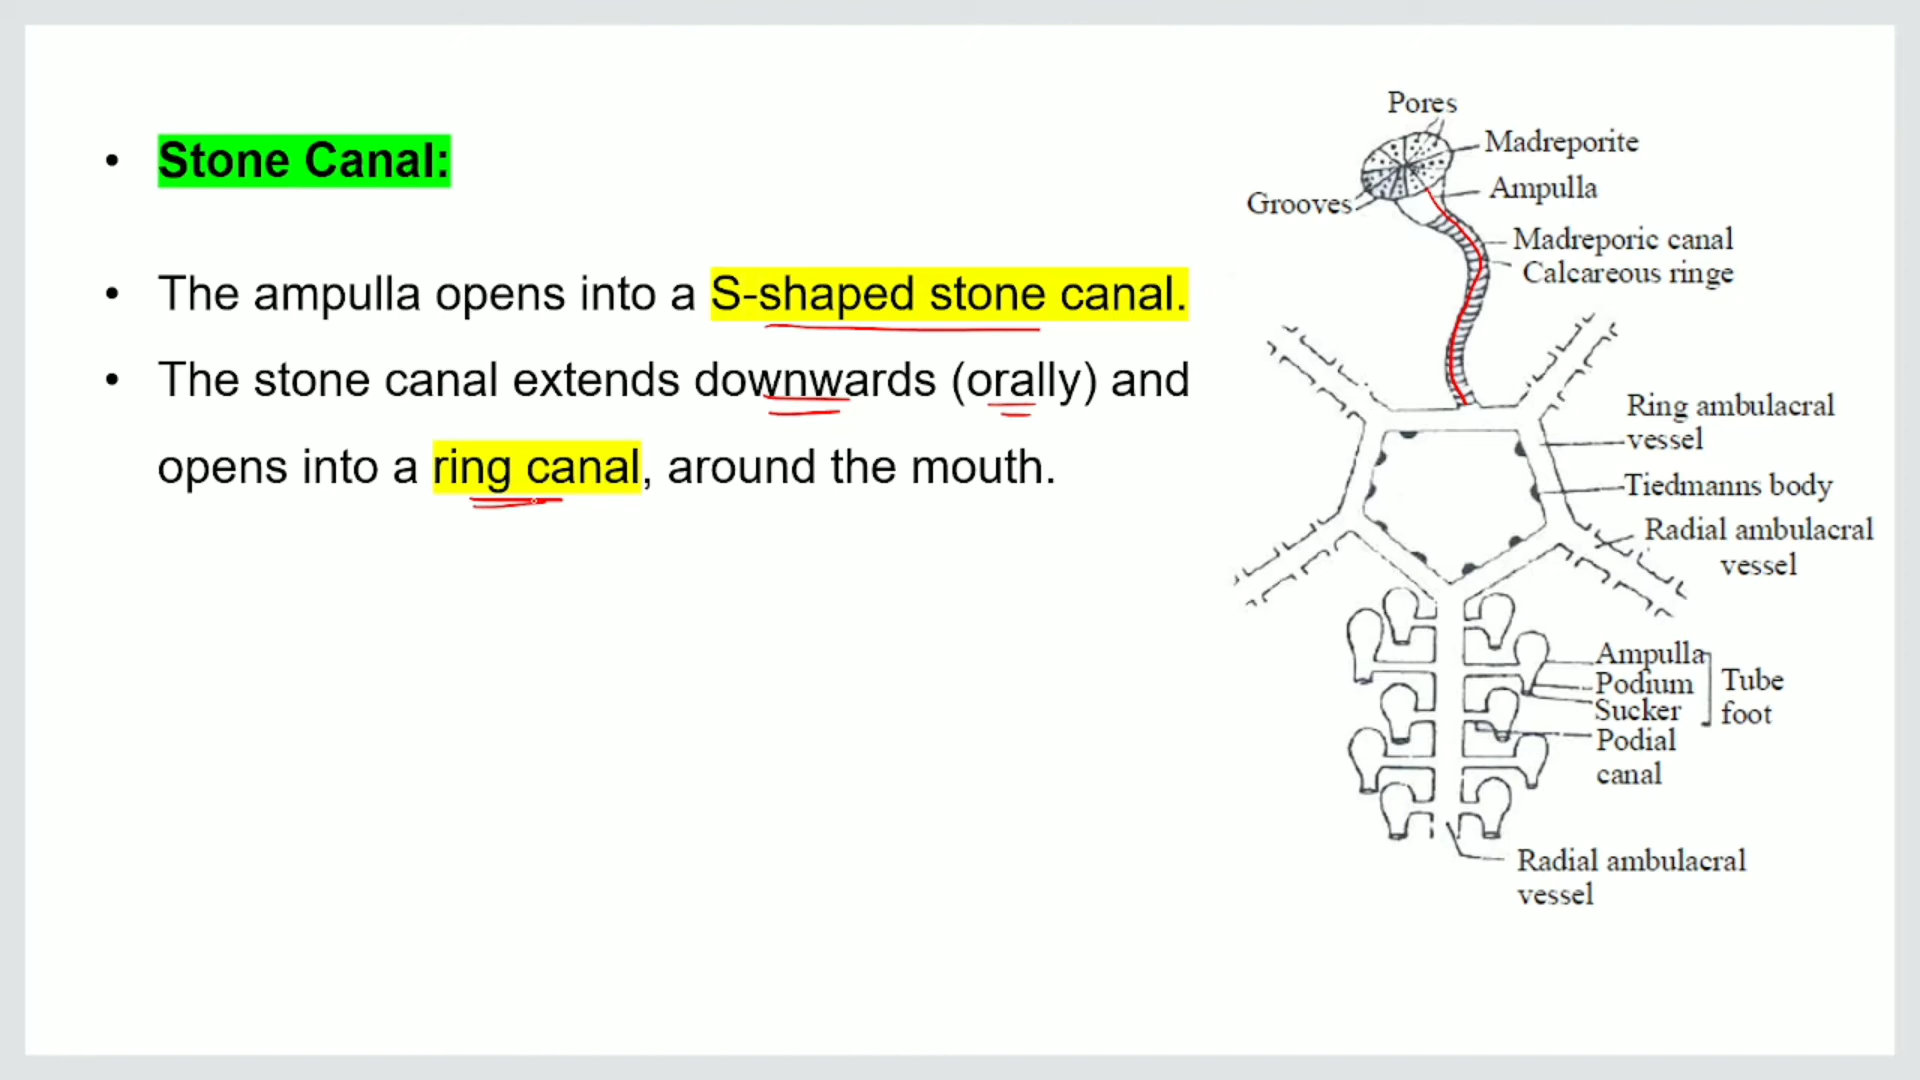 Stone Canal:
The ampulla opens into a S-shaped stone canal.
The stone canal extends downwards (orally) and
opens into a ring canal, around the mouth.
Pores
Madreporite
Ampulla
Grooves
Madreporic canal
Calcareous ringe
Ring ambulacral
vessel
Tiedmanns body
Radial ambulacral
vessel
Ampulla
Podium
Sucker
Tube
foot
Podial
canal
Radial ambulacral
vessel